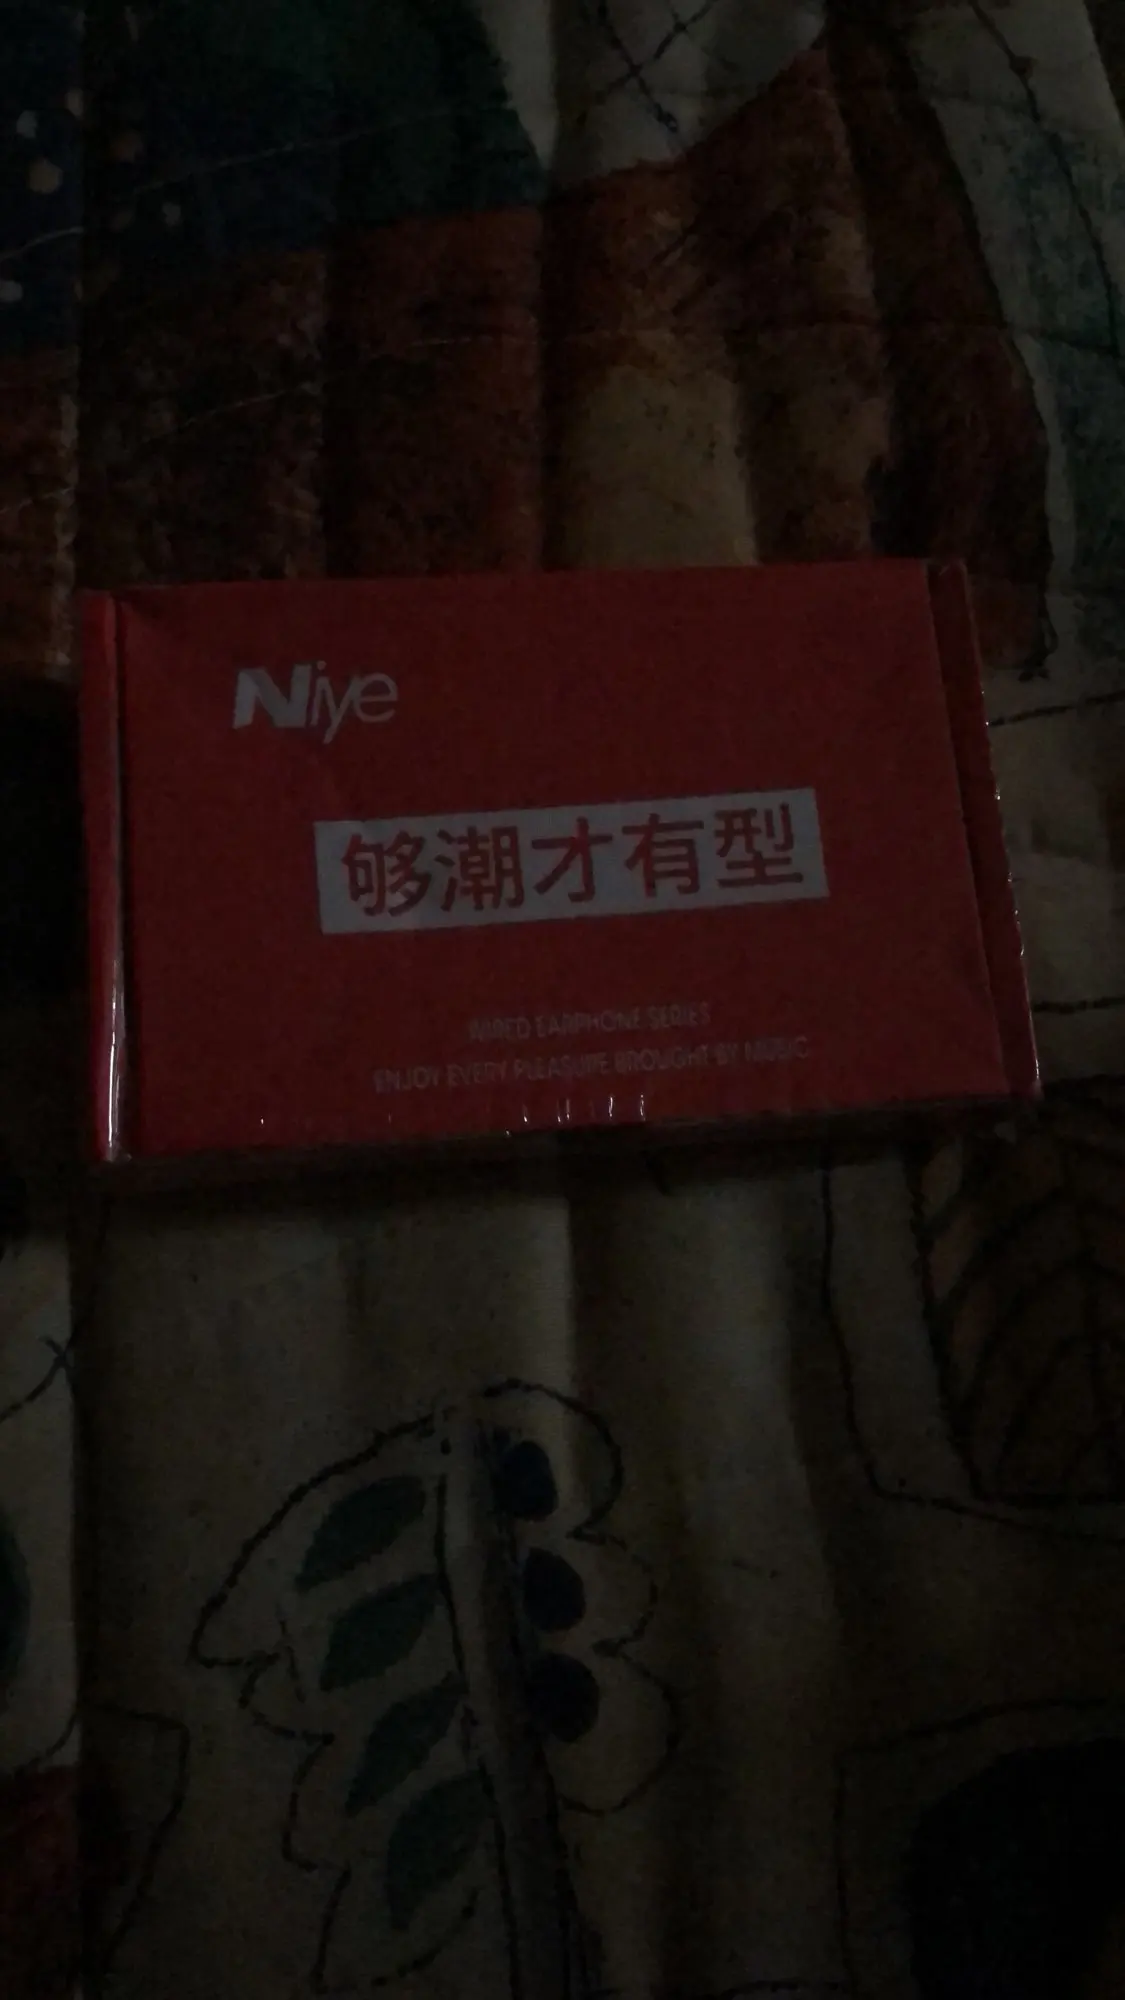 Niye
够潮才有型
WIRED EARPHONE SERIES
ENJOY EVERY PLEASURE BROUGHT BY MUSIC